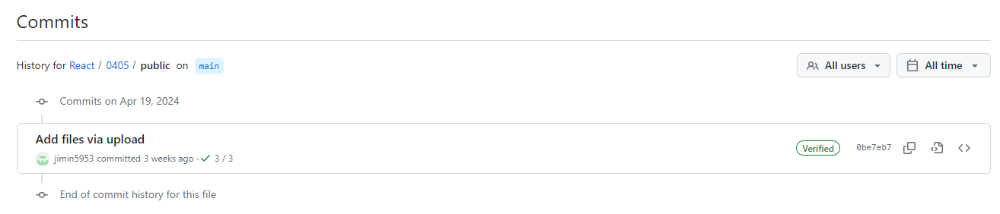 Commits
History for React / 0405 / public on main
All users
All time
Commits on Apr 19, 2024
Add files via upload
jimin5953 committed 3 weeks ago · 3 / 3
Verified
0be7eb7
End of commit history for this file